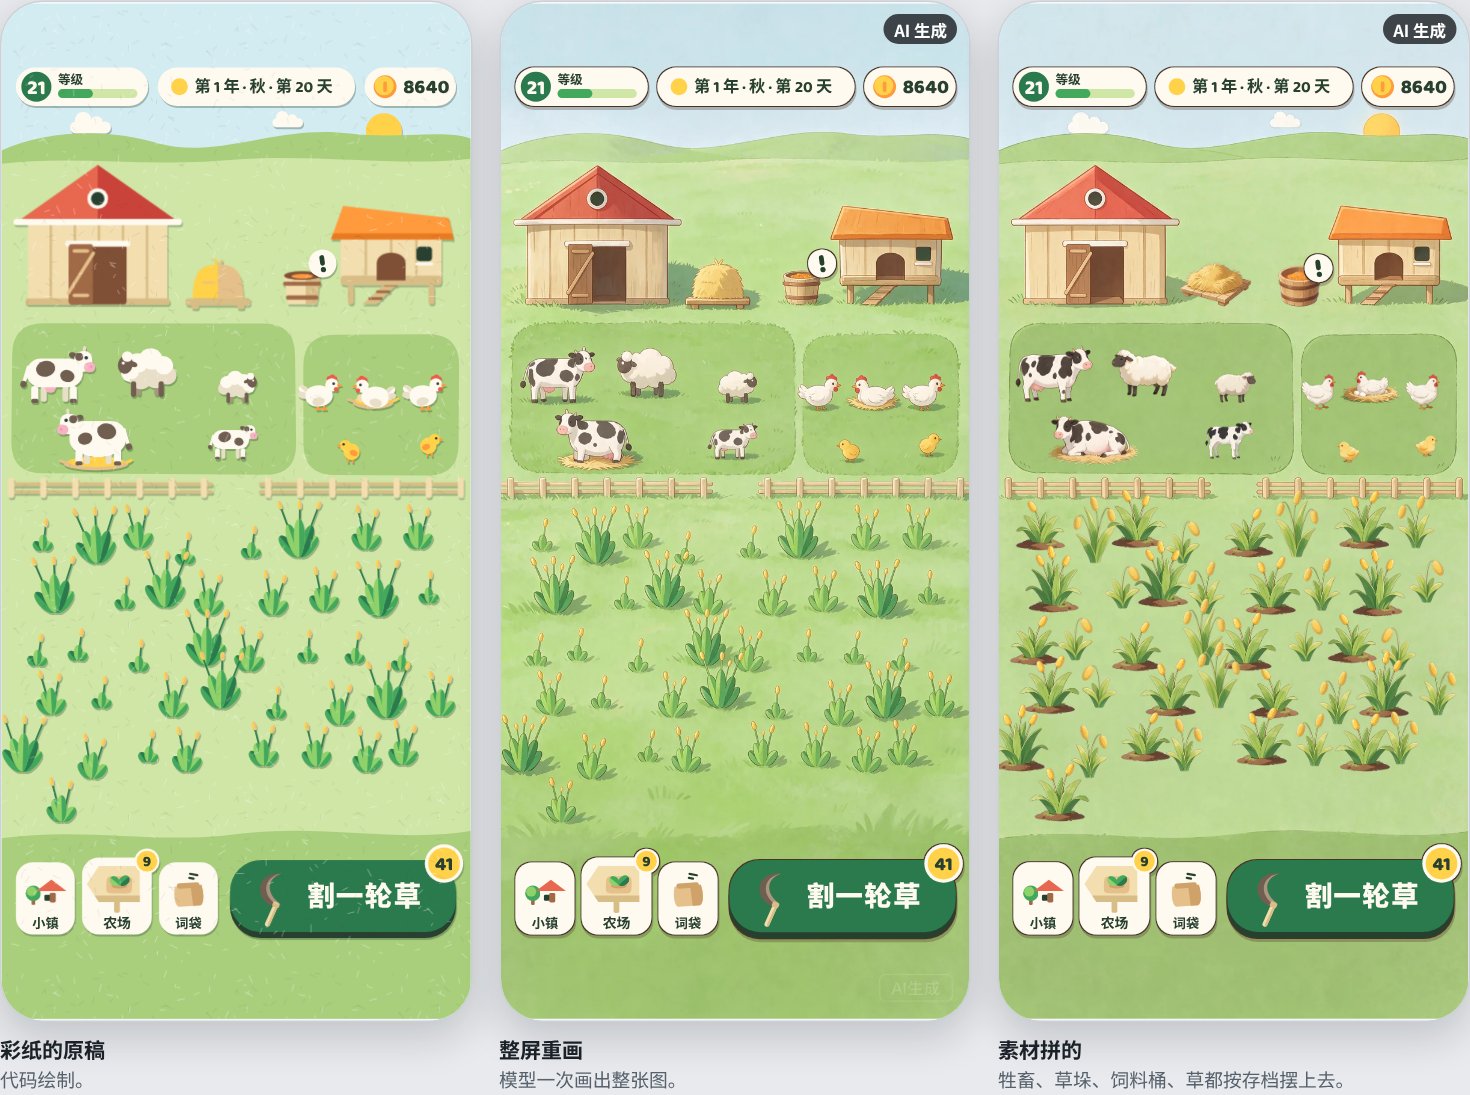 21
等级
第1年·秋·第20天
8640
!
小镇
9
农场
词袋
割一轮草
41
彩纸的原稿
代码绘制。
AI 生成
21
等级
第1年·秋·第20天
8640
!
小镇
9
农场
词袋
割一轮草
41
AI生成
整屏重画
模型一次画出整张图。
AI 生成
21
等级
第1年·秋·第20天
8640
!
小镇
9
农场
词袋
割一轮草
41
素材拼的
牲畜、草垛、饲料桶、草都按存档摆上去。